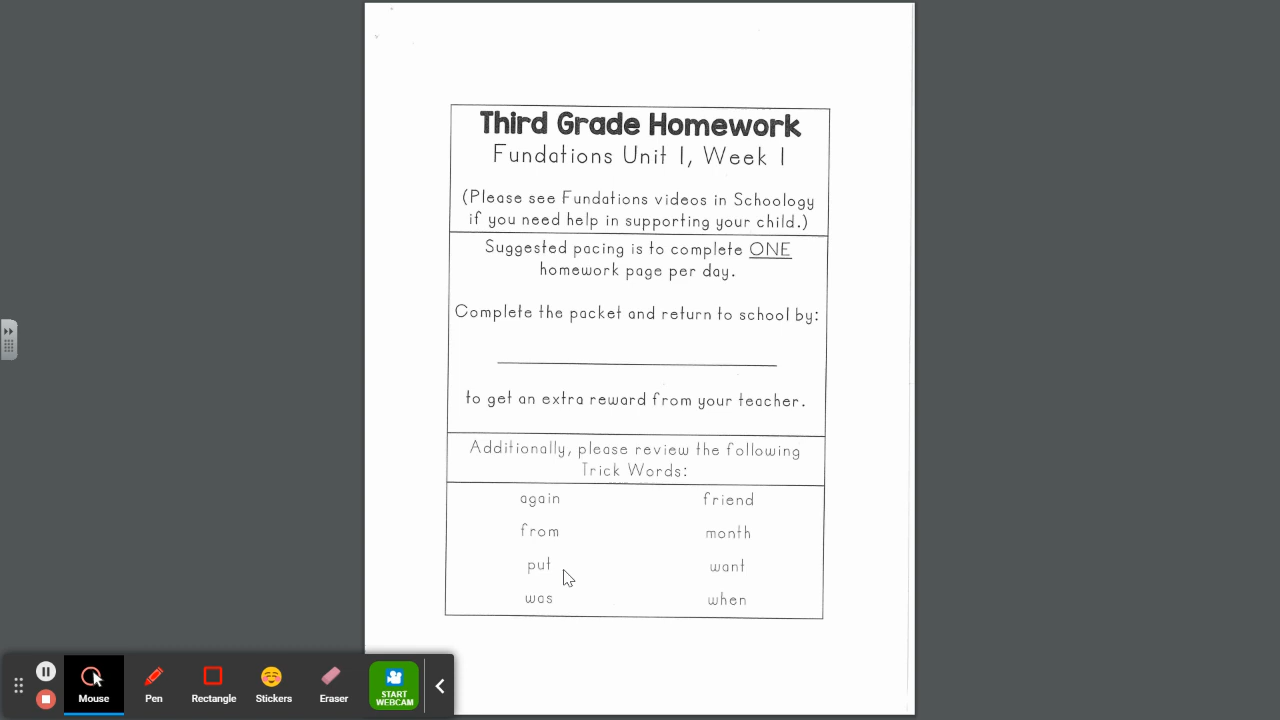 Third Grade Homework
Fundations Unit 1, Week 1
(Please see Fundations videos in Schoology
if you need help in supporting your child.)
Suggested pacing is to complete ONE
homework page per day.
Complete the packet and return to school by:
to get an extra reward from your teacher.
Additionally, please review the following
Trick Words:
again friend
from month
put want
was when
Mouse Pen Rectangle Stickers Eraser START
WEBCAM